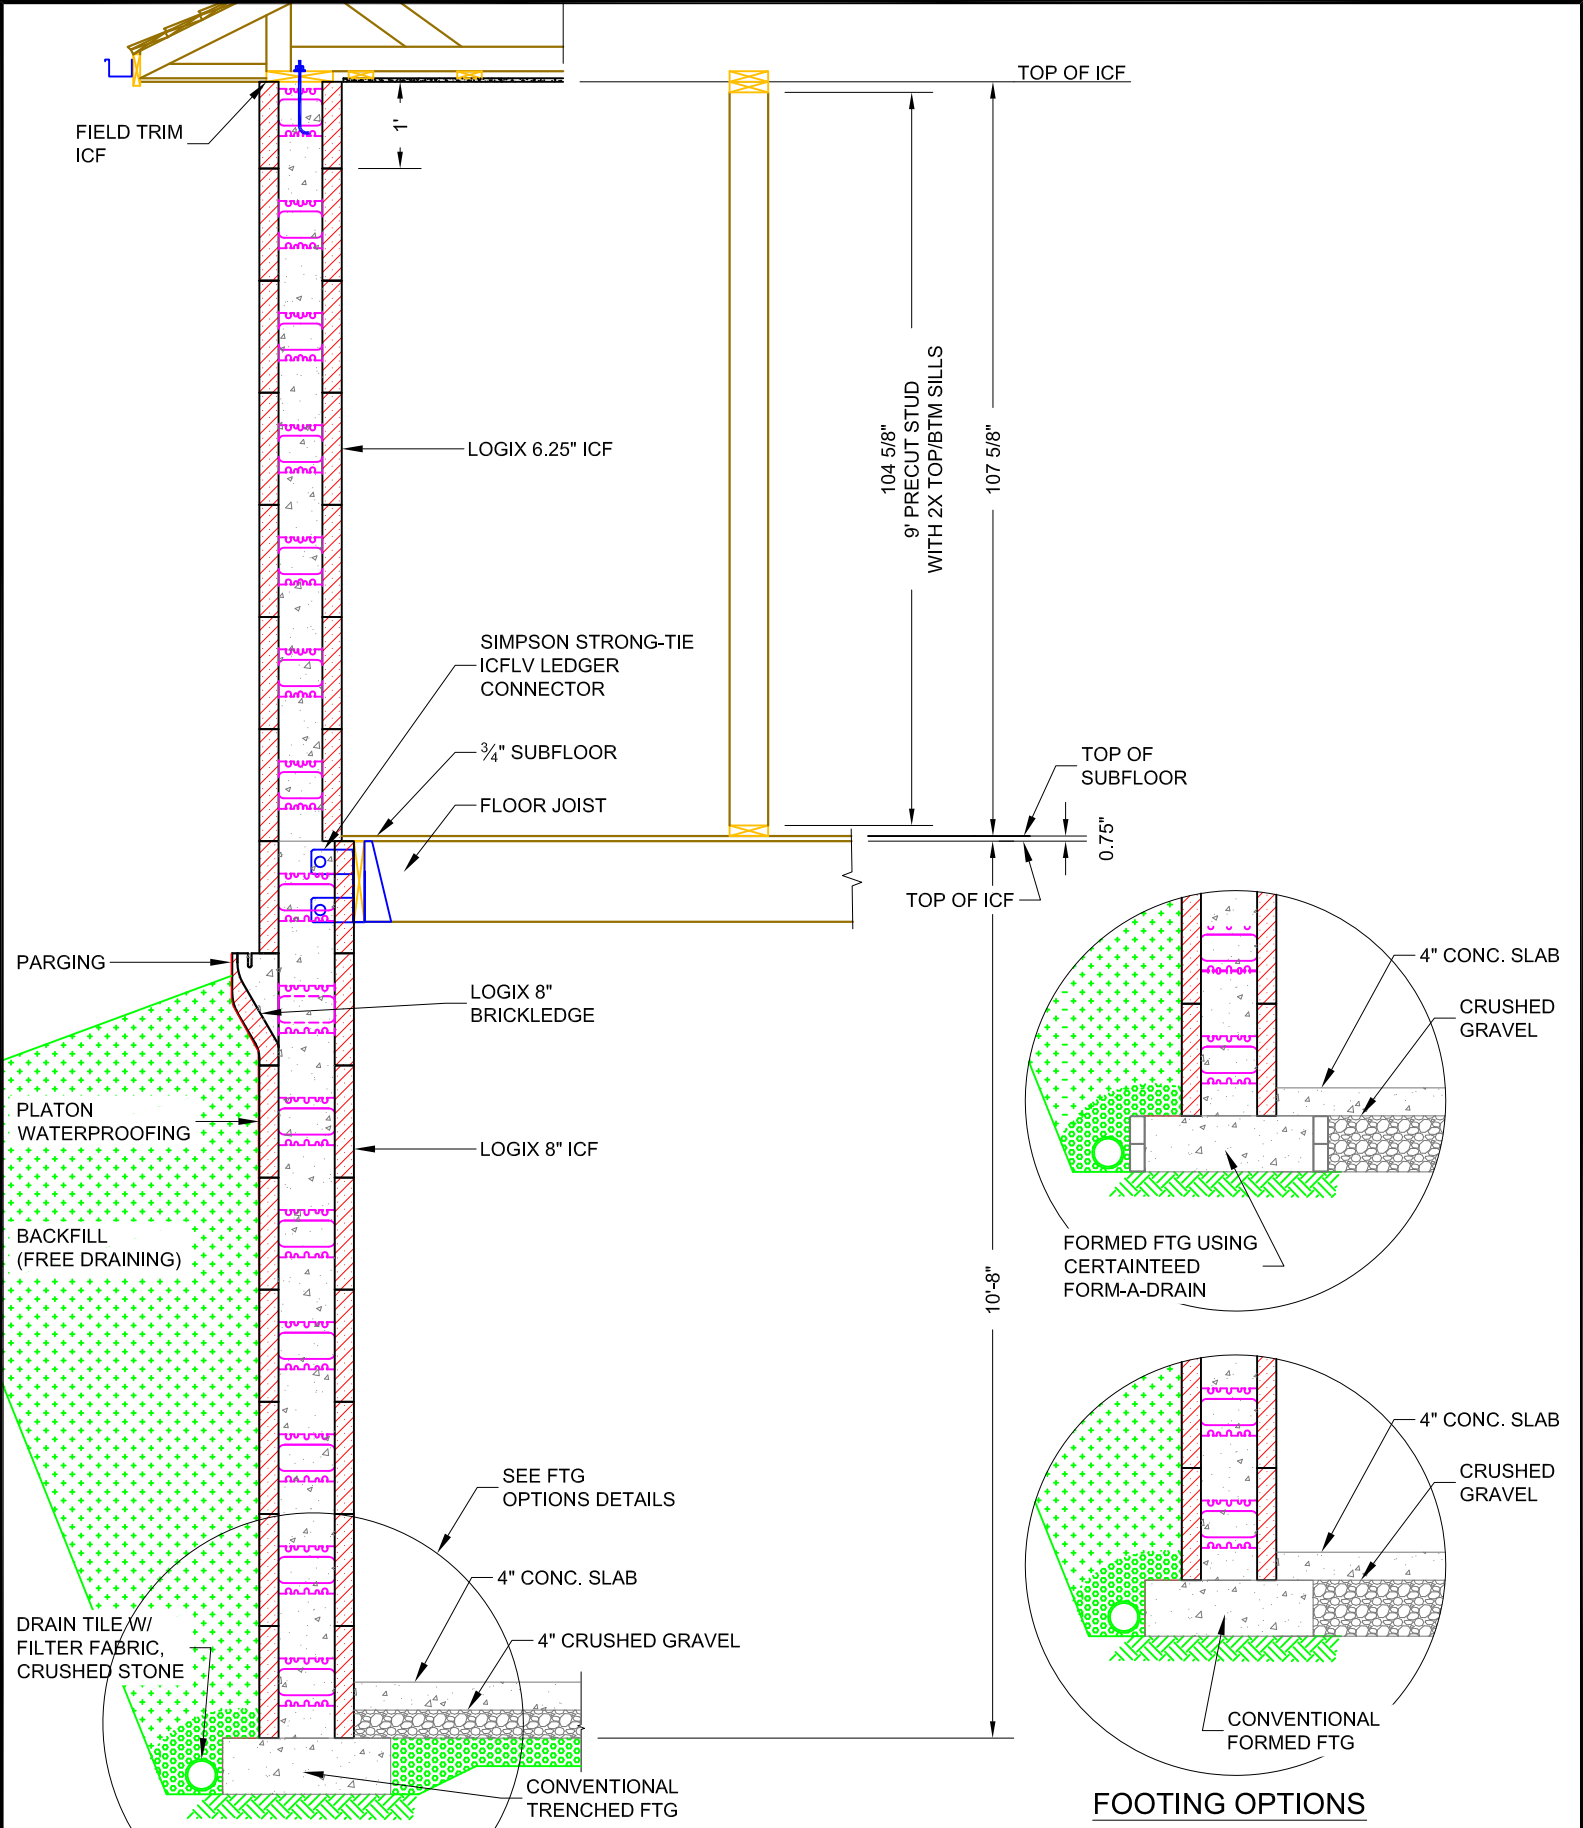 TOP OF ICF
FIELD TRIM
ICF
1'
LOGIX 6.25" ICF
104 5/8"
9' PRECUT STUD
WITH 2X TOP/BTM SILLS
107 5/8"
SIMPSON STRONG-TIE
ICFLV LEDGER
CONNECTOR
3/4" SUBFLOOR
FLOOR JOIST
TOP OF
SUBFLOOR
0.75"
TOP OF ICF
PARGING
LOGIX 8"
BRICKLEDGE
4" CONC. SLAB
CRUSHED
GRAVEL
PLATON
WATERPROOFING
LOGIX 8" ICF
BACKFILL
(FREE DRAINING)
FORMED FTG USING
CERTAINTEED
FORM-A-DRAIN
10'-8"
SEE FTG
OPTIONS DETAILS
4" CONC. SLAB
CRUSHED
GRAVEL
4" CONC. SLAB
DRAIN TILE W/
FILTER FABRIC,
CRUSHED STONE
4" CRUSHED GRAVEL
CONVENTIONAL
FORMED FTG
CONVENTIONAL
TRENCHED FTG
FOOTING OPTIONS